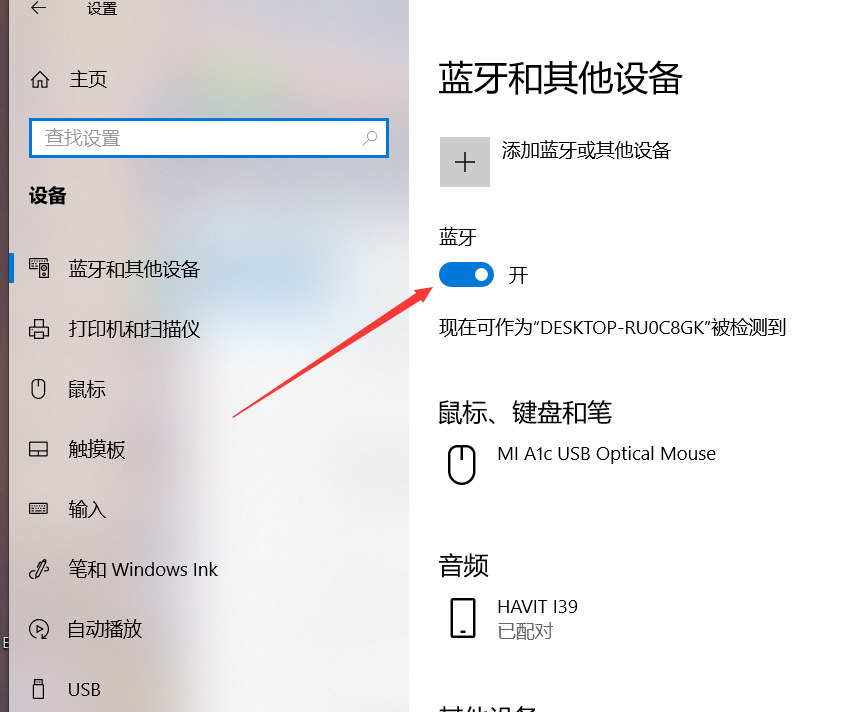 设置
主页
查找设置
设备
蓝牙和其他设备
打印机和扫描仪
鼠标
触摸板
输入
笔和 Windows Ink
自动播放
USB
蓝牙和其他设备
添加蓝牙或其他设备
蓝牙
开
现在可作为“DESKTOP-RU0C8GK”被检测到
鼠标、键盘和笔
MI A1c USB Optical Mouse
音频
HAVIT I39
已配对
其他设备